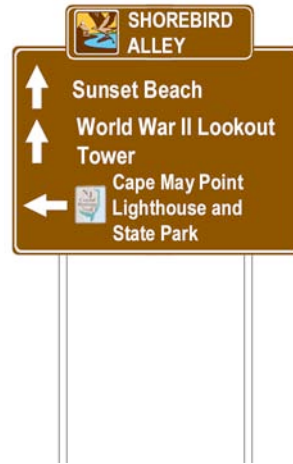 SHOREBIRD
ALLEY
Sunset Beach
World War II Lookout
Tower
Cape May Point
Lighthouse and
State Park